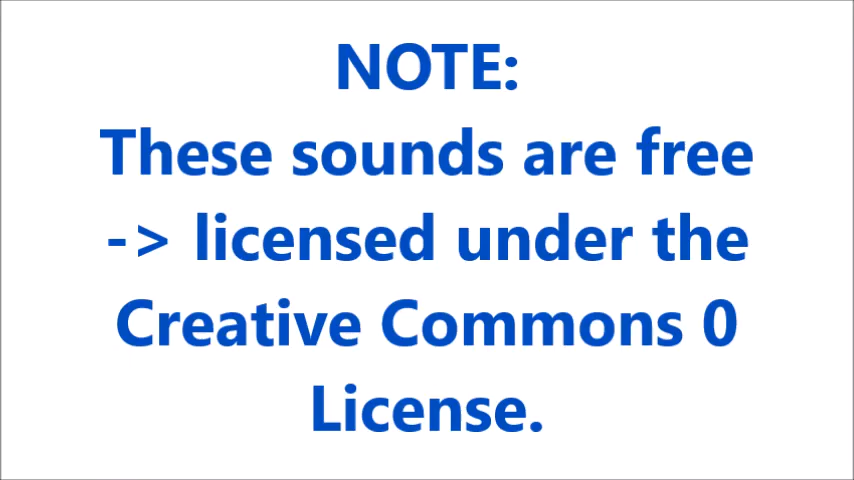 NOTE:
These sounds are free
-> licensed under the
Creative Commons 0
License.